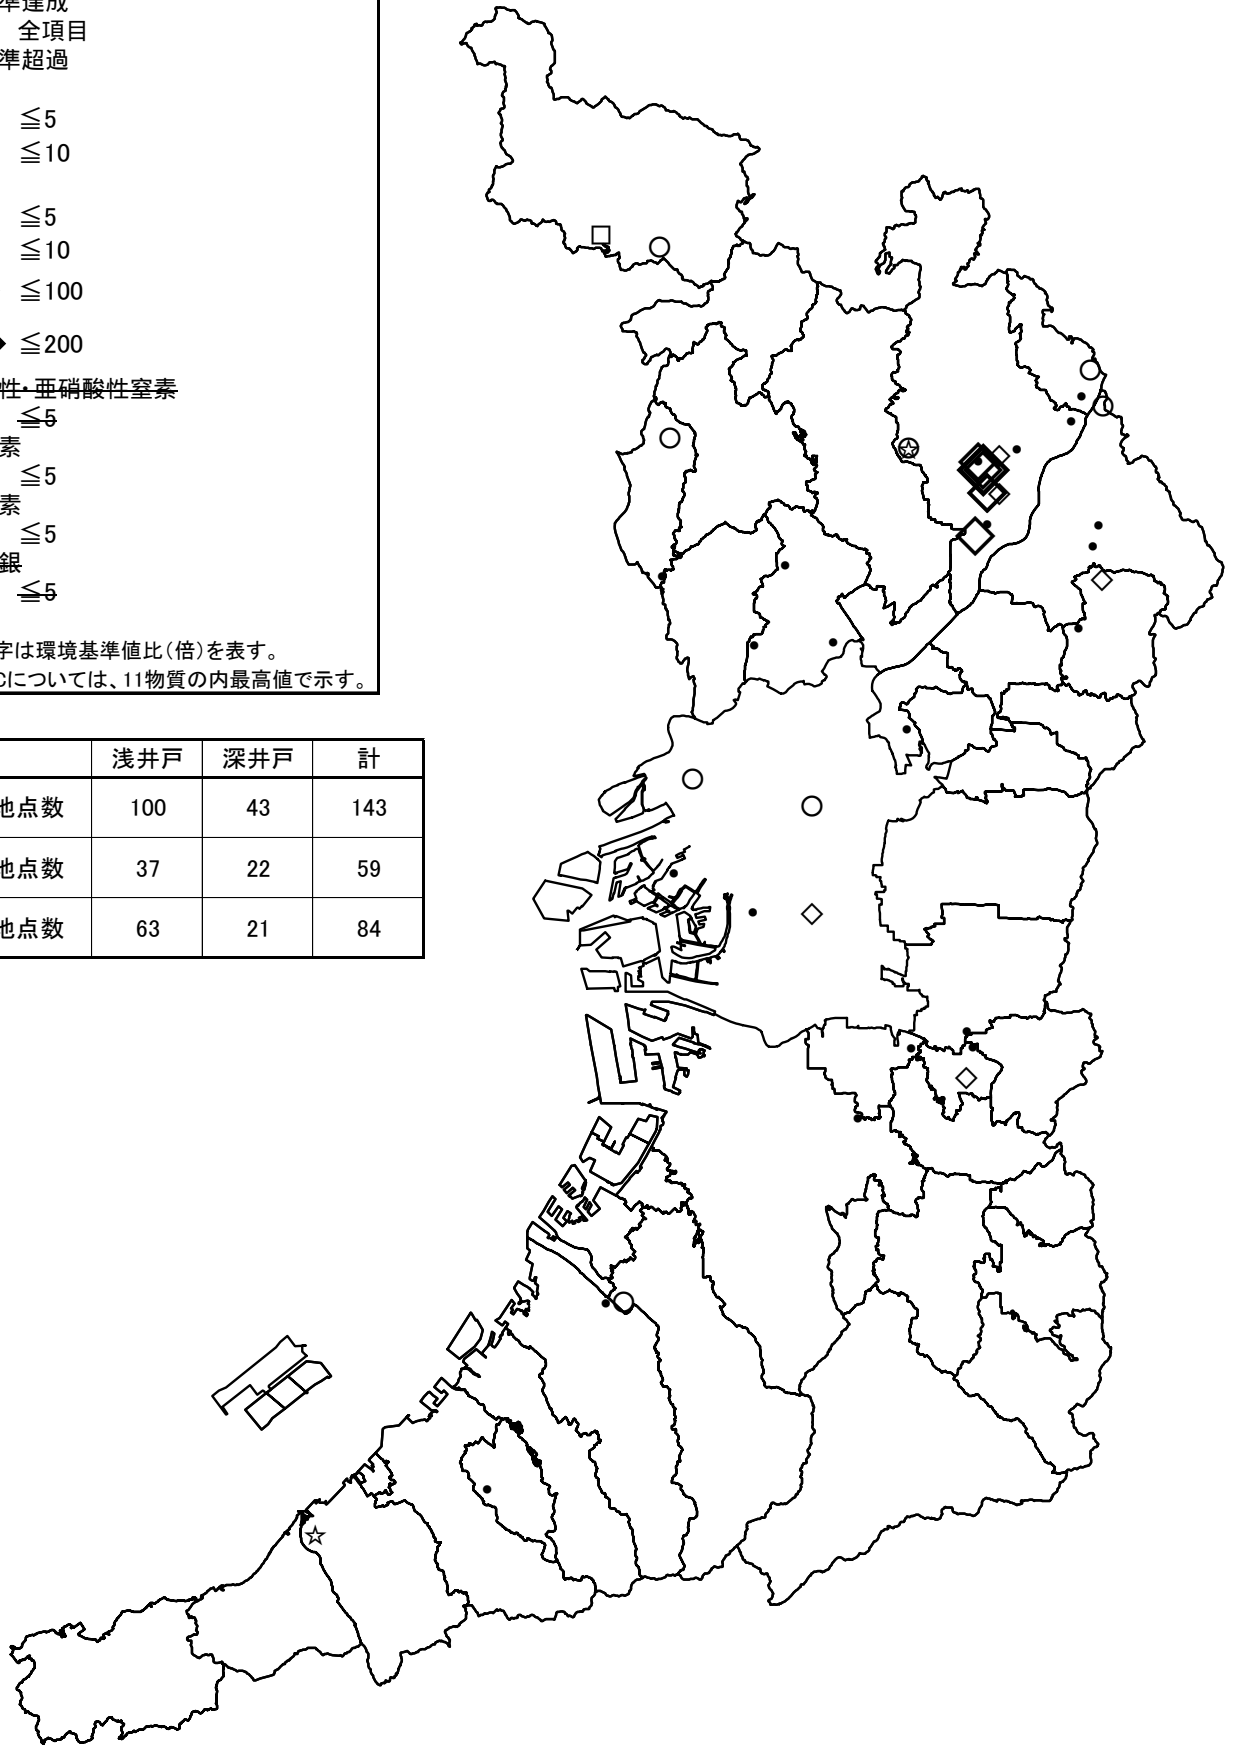 準達成
全項目
準超過
≦5
≦10
≦5
≦10
≦100
≦200
性・亜硝酸性窒素
≦5
素
≦5
素
≦5
銀
≦5
字は環境基準値比(倍)を表す。
Cについては、11物質の内最高値で示す。
浅井戸 深井戸 計
地点数 100 43 143
地点数 37 22 59
地点数 63 21 84